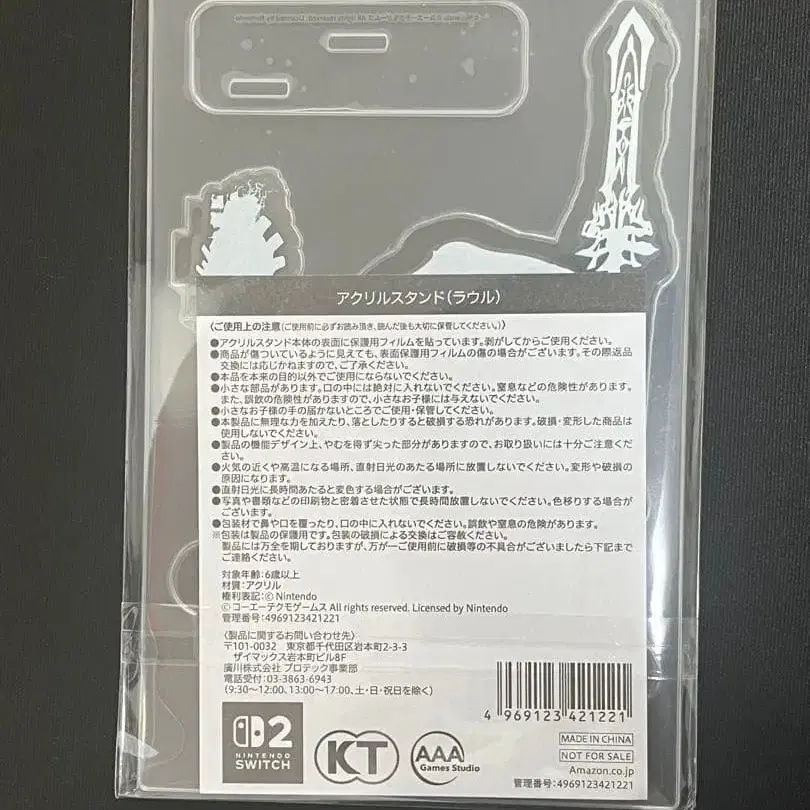 アクリルスタンド(ラウル)
〈ご使用上の注意(ご使用前に必ずお読み頂き、読んだ後も大切に保管してください。)〉
●アクリルスタンド本体の表面に保護用フィルムを貼っています。剥がしてからご使用ください。
●商品が傷ついているように見えても、表面保護用フィルムの傷の場合がございます。その際返品
交換には応じかねますので、ご了承ください。
●本品を本来の目的以外でご使用にならないでください。
●小さな部品があります。口の中には絶対に入れないでください。窒息などの危険性があります。
また、誤飲の危険性がありますので、小さなお子様には与えないでください。
●小さなお子様の手の届かないところでご使用・保管してください。
●本製品に無理な力を加えたり、落としたりすると破損する恐れがあります。破損・変形した商品は
使用しないでください。
●製品の機能デザイン上、やむを得ず尖った部分がありますので、お取り扱いには十分ご注意くだ
さい。
●火気の近くや高温になる場所、直射日光のあたる場所に放置しないでください。変形や破損の
原因になります。
●直射日光に長時間あたると変色する場合がございます。
●写真や書類などの印刷物と密着させた状態で長時間放置しないでください。色移りする場合が
ございます。
●包装材で鼻や口を覆ったり、口の中に入れないでください。誤飲や窒息の危険があります。
※包装は製品の保護用です。包装の破損による交換はご容赦ください。
製品には万全を期しておりますが、万が一ご使用前に破損等の不具合がございましたら下記まで
ご連絡ください。
対象年齢:6歳以上
材質:アクリル
権利表記:© Nintendo
© コーエーテクモゲームス All rights reserved. Licensed by Nintendo
管理番号:4969123421221
〈製品に関するお問い合わせ先〉
〒101-0032 東京都千代田区岩本町2-3-3
ザイマックス岩本町ビル8F
廣川株式会社 プロテック事業部
電話受付:03-3863-6943
(9:30〜12:00、13:00〜17:00、土・日・祝日を除く)
4 969123 421221
2
NINTENDO
SWITCH
KT
AAA
Games Studio
MADE IN CHINA
NOT FOR SALE
Amazon.co.jp
管理番号:4969123421221